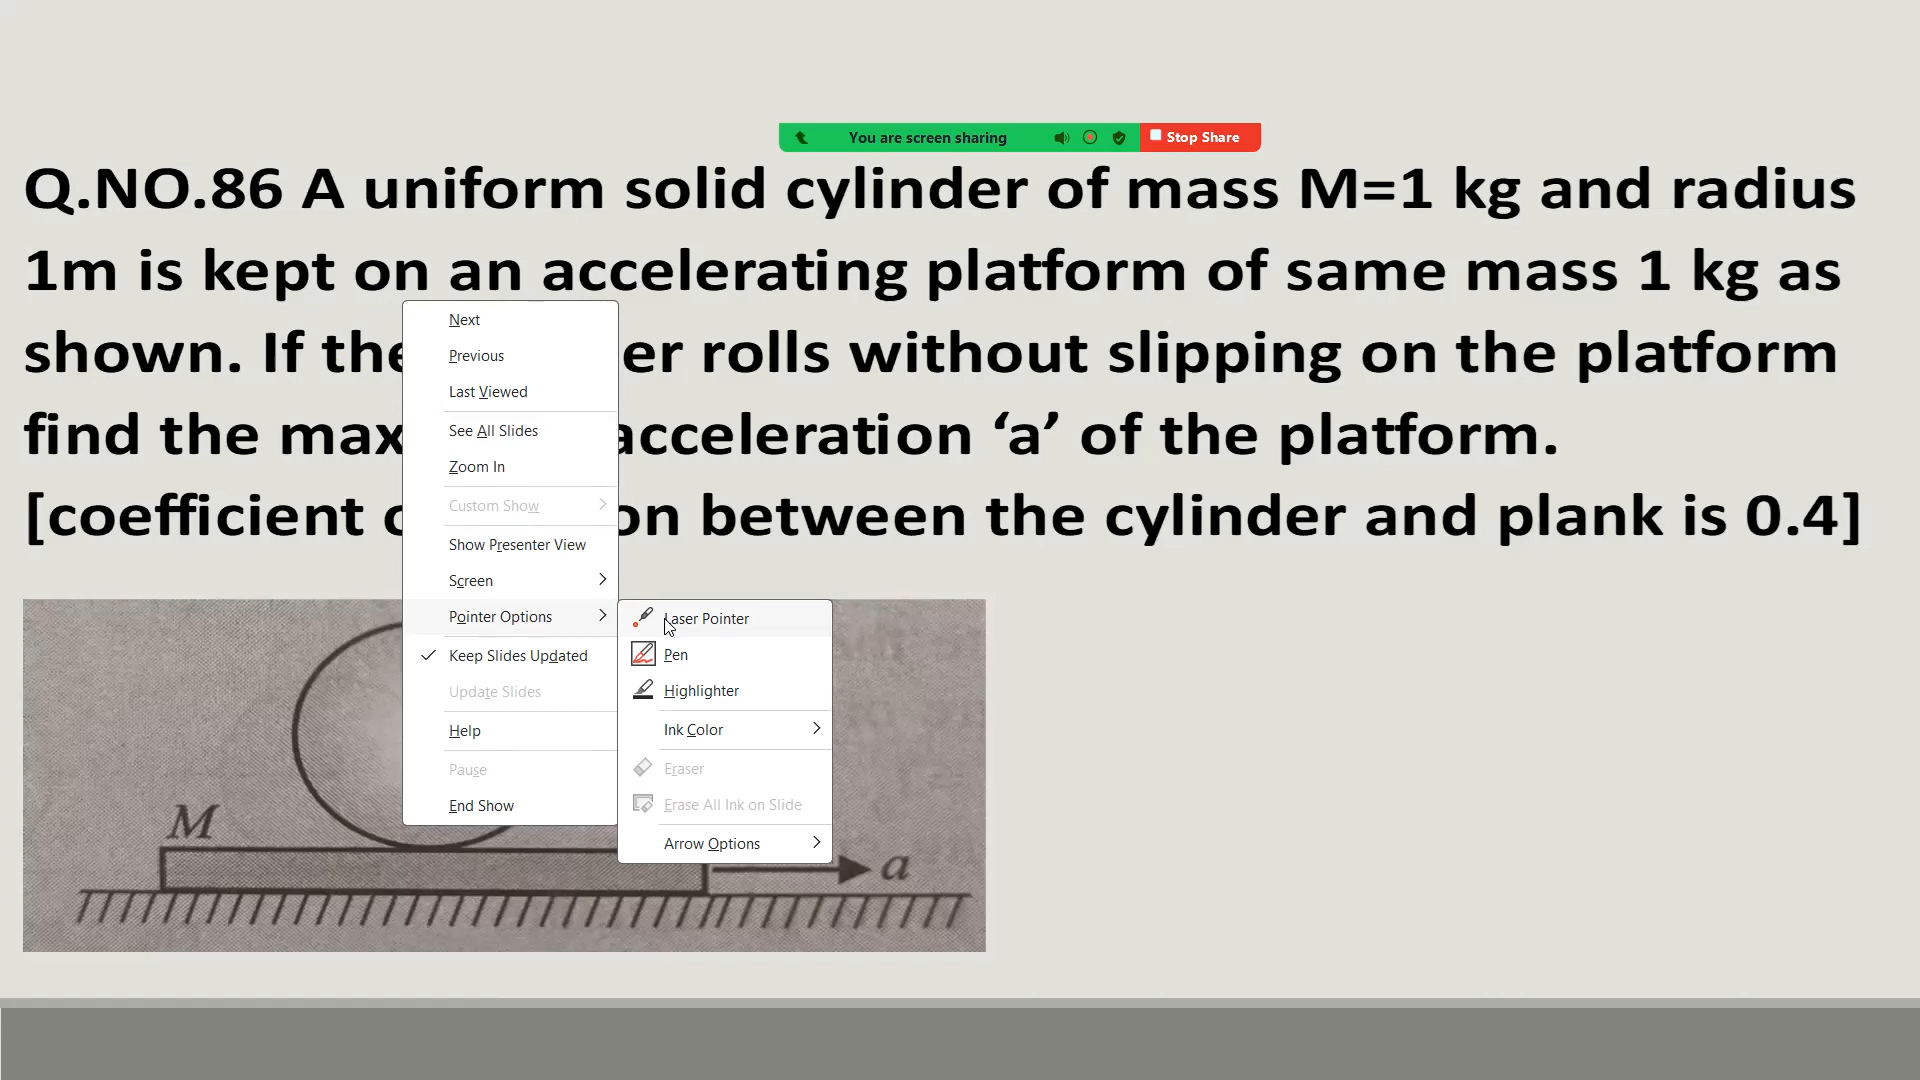 You are screen sharing
Stop Share
Q.NO.86 A uniform solid cylinder of mass M=1 kg and radius
1m is kept on an accelerating platform of same mass 1 kg as
shown. If the er rolls without slipping on the platform
find the max acceleration ‘a’ of the platform.
[coefficient on between the cylinder and plank is 0.4]
Next
Previous
Last Viewed
See All Slides
Zoom In
Custom Show
Show Presenter View
Screen
Pointer Options
Keep Slides Updated
Update Slides
Help
Pause
End Show
Laser Pointer
Pen
Highlighter
Ink Color
Eraser
Erase All Ink on Slide
Arrow Options
M
a